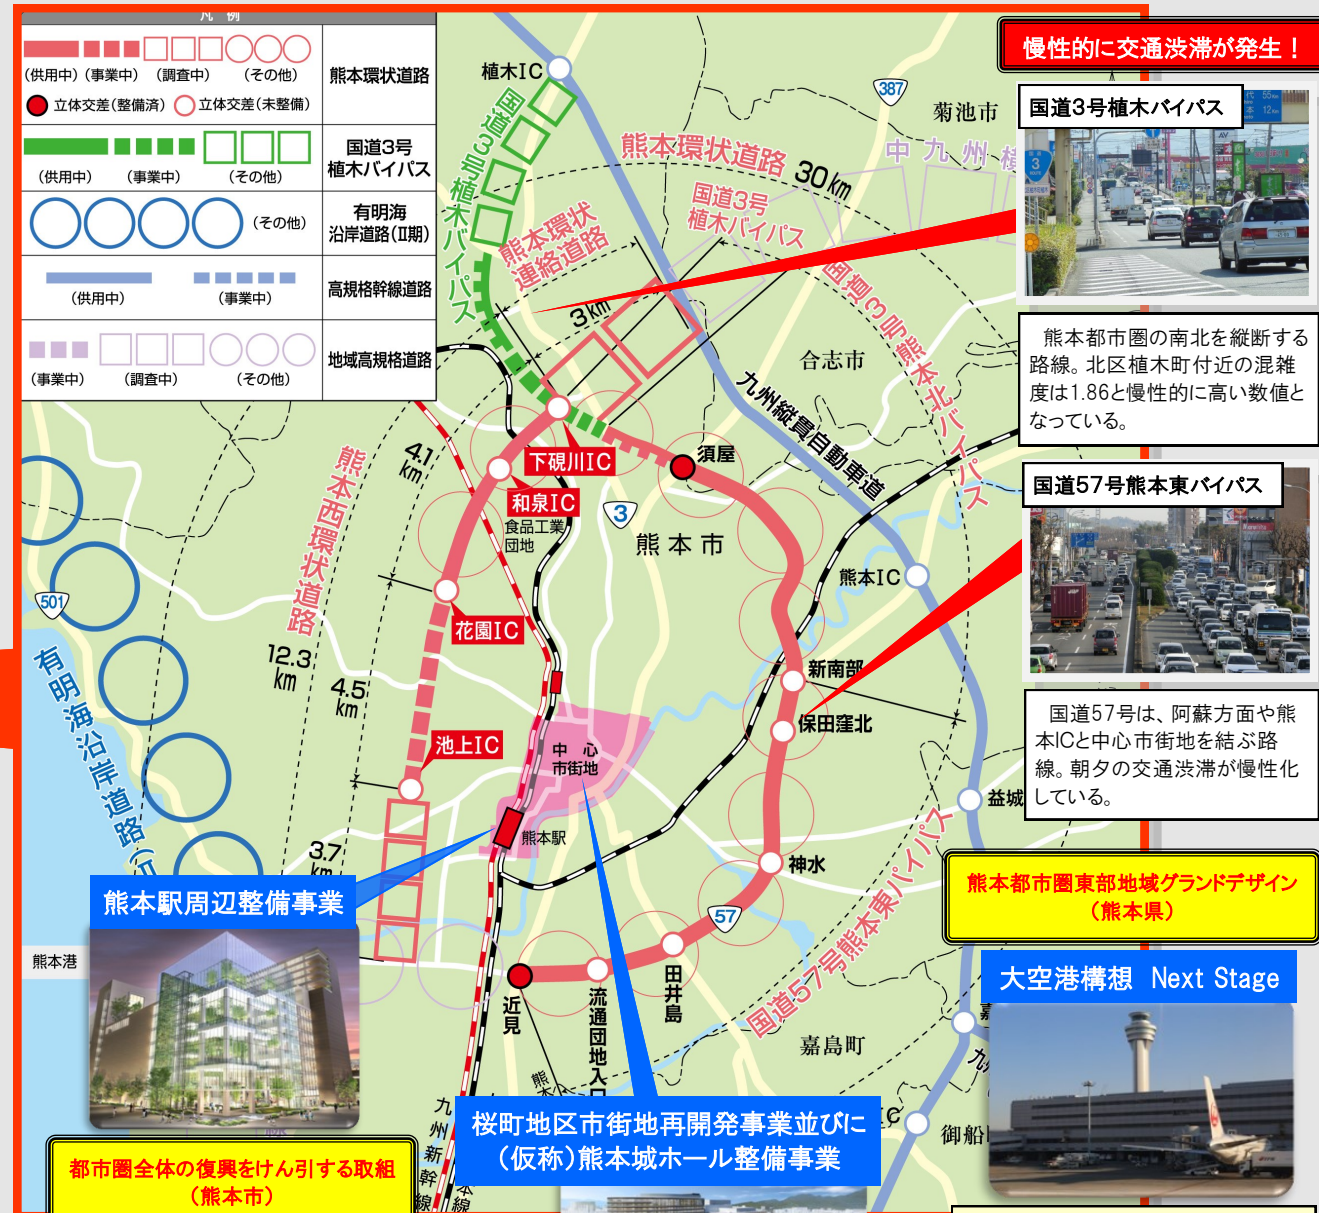 凡 例
(供用中)
(事業中)
(調査中)
(その他)
立体交差(整備済)
立体交差(未整備)
熊本環状道路
(供用中)
(事業中)
(その他)
国道3号
植木バイパス
(その他)
有明海
沿岸道路(Ⅱ期)
(供用中)
(事業中)
高規格幹線道路
(事業中)
(調査中)
(その他)
地域高規格道路
植木IC
国道3号植木バイパス
387
菊池市
熊本環状道路
30km
中九州横
国道3号
植木バイパス
熊本環状
連絡道路
3km
国道3号熊本北バイパス
合志市
九州縦貫自動車道
慢性的に交通渋滞が発生！
国道3号植木バイパス
熊本都市圏の南北を縦断する
路線。北区植木町付近の混雑
度は1.86と慢性的に高い数値と
なっている。
国道57号熊本東バイパス
国道57号は、阿蘇方面や熊
本ICと中心市街地を結ぶ路
線。朝夕の交通渋滞が慢性化
している。
4.1
km
熊本西環状道路
下硯川IC
和泉IC
食品工業
団地
須屋
3
熊本市
熊本IC
501
花園IC
12.3
km
4.5
km
有明海沿岸道路(Ⅱ
池上IC
中 心
市街地
新南部
保田窪北
益城
熊本駅
3.7
km
神水
57
国道57号熊本東バイパス
熊本駅周辺整備事業
熊本港
近見
流通団地入口
田井島
嘉島町
熊本都市圏東部地域グランドデザイン
(熊本県)
大空港構想 Next Stage
御船
九州新幹線
桜町地区市街地再開発事業並びに
(仮称)熊本城ホール整備事業
都市圏全体の復興をけん引する取組
(熊本市)